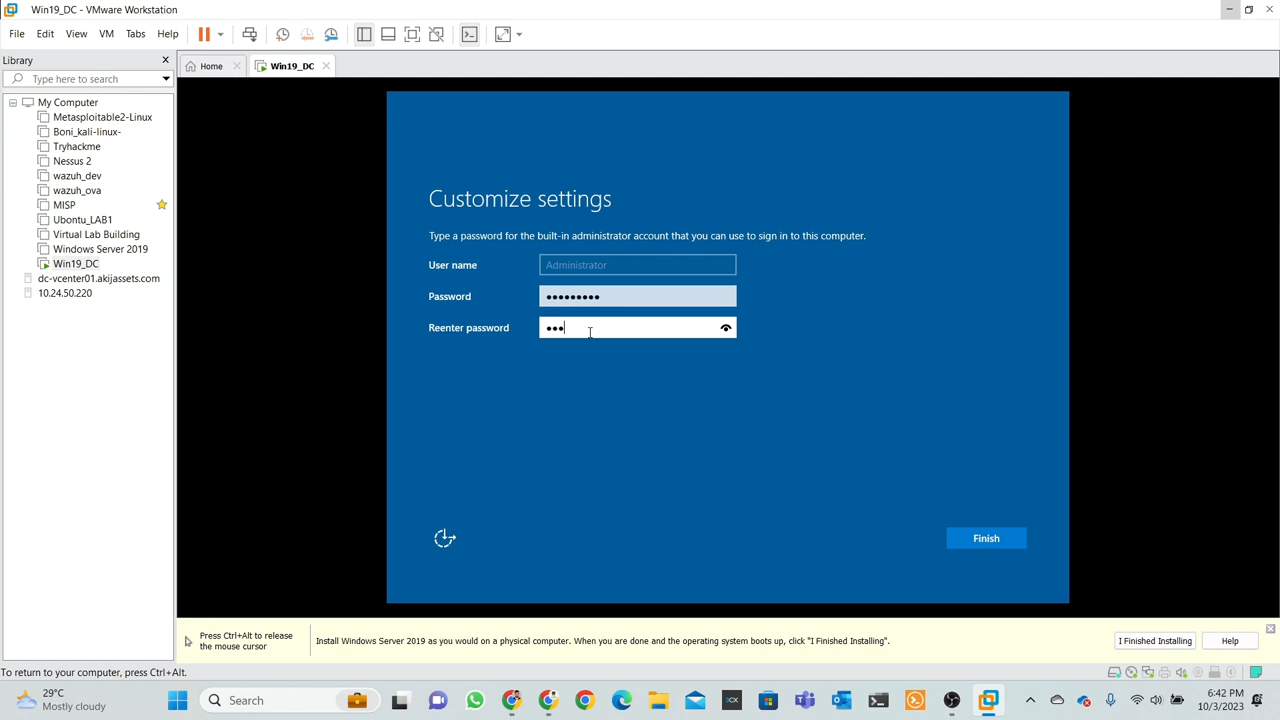 Win19_DC - VMware Workstation
File Edit View VM Tabs Help
Library
Type here to search
Home
Win19_DC
My Computer
Metasploitable2-Linux
Boni_kali-linux-
Tryhackme
Nessus 2
wazuh_dev
wazuh_ova
MISP
Ubontu_LAB1
Virtual Lab Building
Windows Server 2019
Win19_DC
dc-vcenter01.akijassets.com
10.24.50.220
Customize settings
Type a password for the built-in administrator account that you can use to sign in to this computer.
User name Administrator
Password •••••••••
Reenter password •••
Finish
Press Ctrl+Alt to release
the mouse cursor
Install Windows Server 2019 as you would on a physical computer. When you are done and the operating system boots up, click "I Finished Installing".
I Finished Installing
Help
To return to your computer, press Ctrl+Alt.
29°C
Mostly cloudy
Search
6:42 PM
10/3/2023